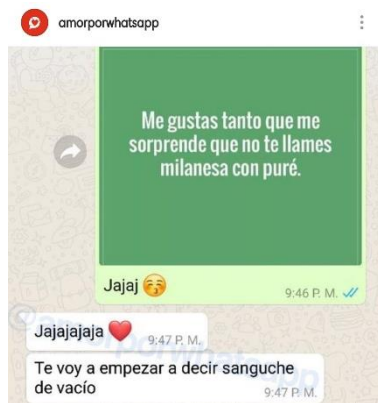 amorporwhatsapp
Me gustas tanto que me
sorprende que no te llames
milanesa con puré.
Jajaj 😚
9:46 P. M.
Jajajajaja ❤️
9:47 P. M.
Te voy a empezar a decir sanguche
de vacío
9:47 P. M.
@amorporwhatsapp